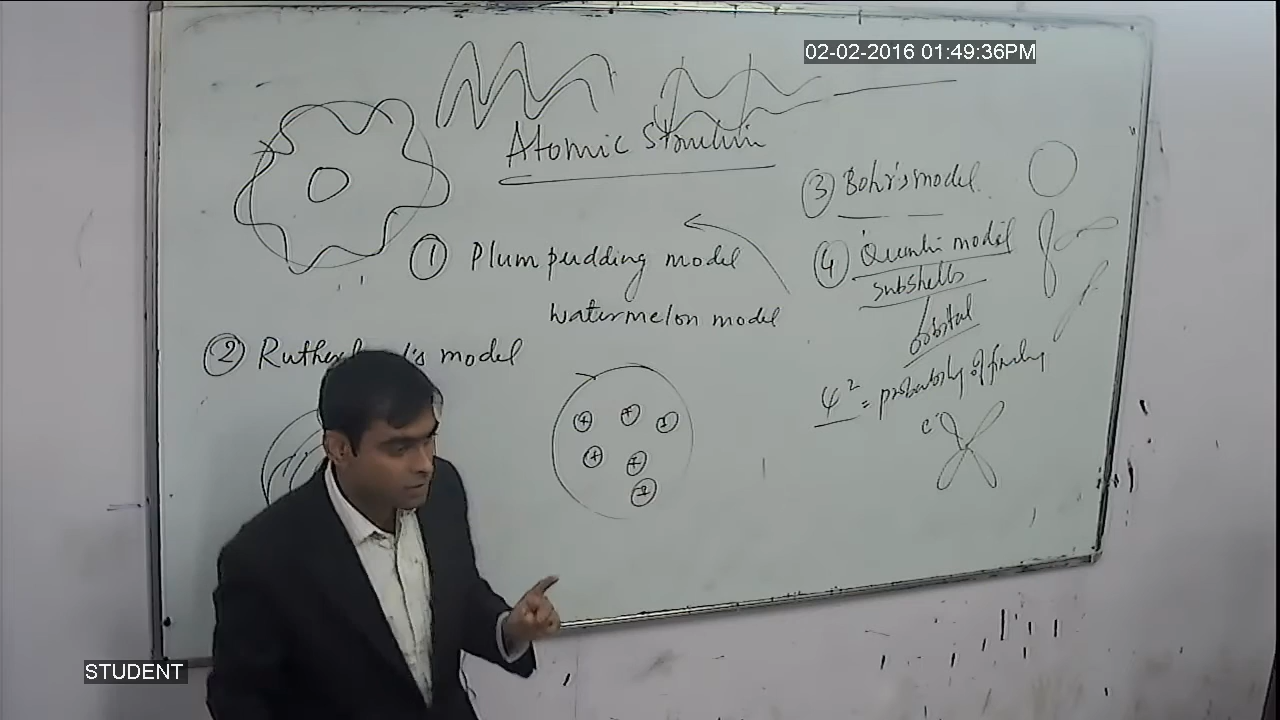 02-02-2016 01:49:36PM
Atomic Structure
① Plum pudding model
watermelon model
② Rutherford's model
③ Bohr's model
④ Quantum model
subshells
orbital
ψ² = probability of finding
STUDENT